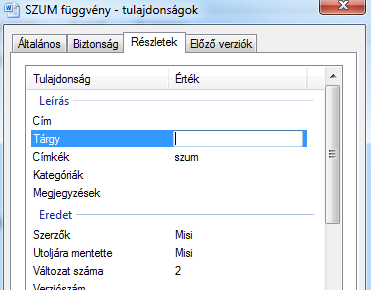 SZUM függvény - tulajdonságok
Általános Biztonság Részletek Előző verziók
Tulajdonság Érték
Leírás
Cím
Tárgy
Címkék szum
Kategóriák
Megjegyzések
Eredet
Szerzők Misi
Utoljára mentette Misi
Változat száma 2
Verziószám